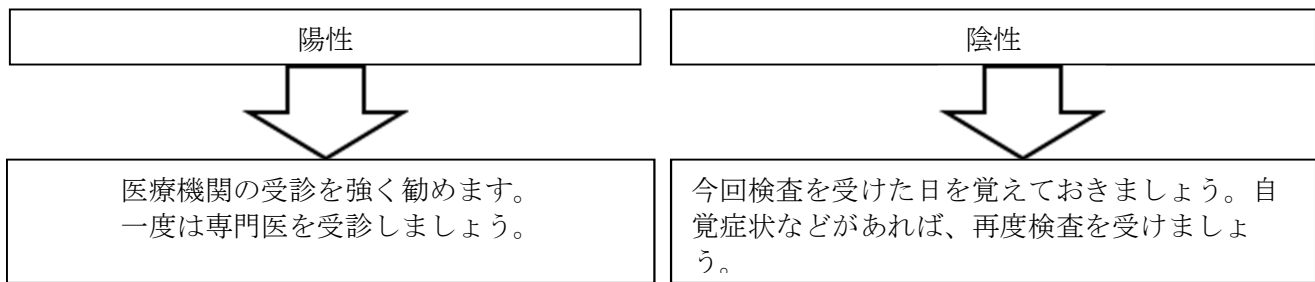 陽性
陰性
医療機関の受診を強く勧めます。
一度は専門医を受診しましょう。
今回検査を受けた日を覚えておきましょう。自
覚症状などがあれば、再度検査を受けましょ
う。